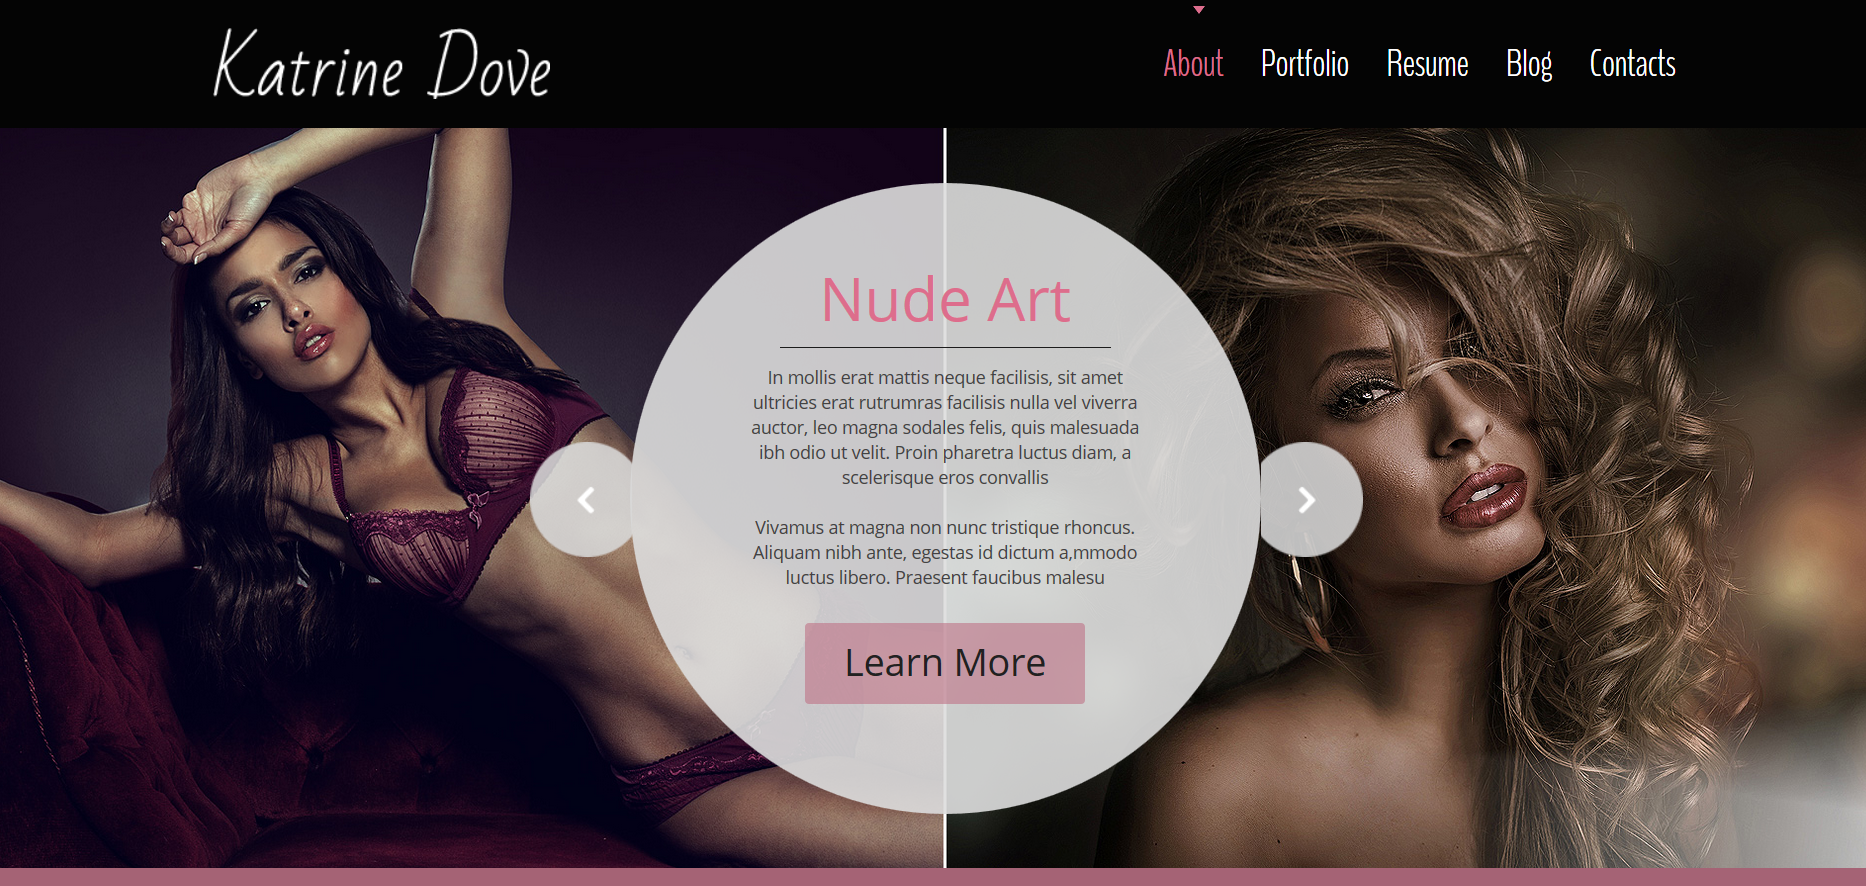 Katrine Dove
About Portfolio Resume Blog Contacts
Nude Art
In mollis erat mattis neque facilisis, sit amet
ultricies erat rutrumras facilisis nulla vel viverra
auctor, leo magna sodales felis, quis malesuada
ibh odio ut velit. Proin pharetra luctus diam, a
scelerisque eros convallis
Vivamus at magna non nunc tristique rhoncus.
Aliquam nibh ante, egestas id dictum a,mmodo
luctus libero. Praesent faucibus malesu
Learn More